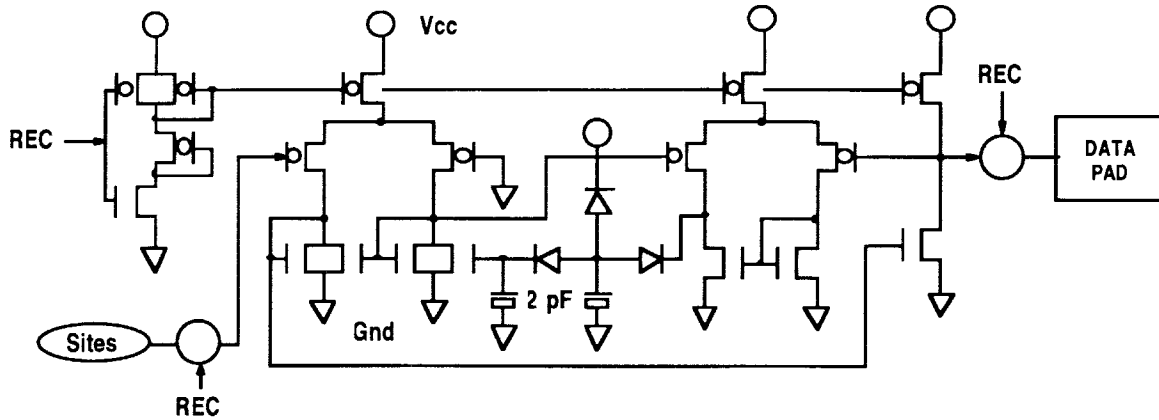 Vcc
REC
REC
DATA
PAD
2 pF
Gnd
Sites
REC